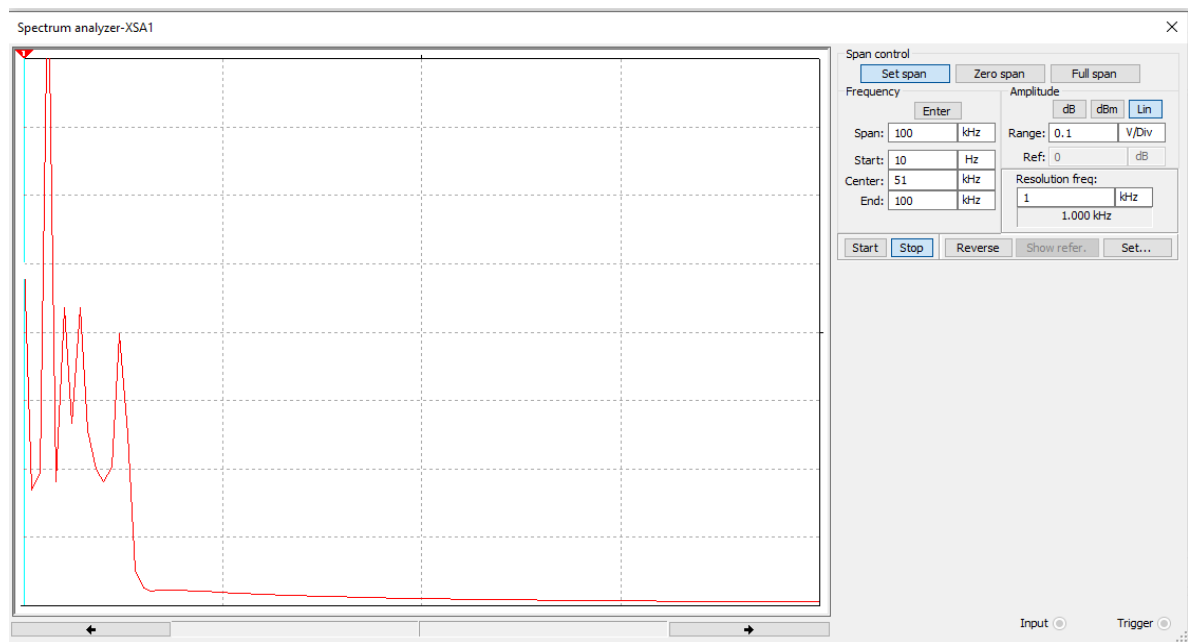 Spectrum analyzer-XSA1
1
Span control
Set span Zero span Full span
Frequency
Enter
Span: 100 kHz
Start: 10 Hz
Center: 51 kHz
End: 100 kHz
Amplitude
dB dBm Lin
Range: 0.1 V/Div
Ref: 0 dB
Resolution freq:
1 kHz
1.000 kHz
Start Stop Reverse Show refer. Set...
Input Trigger